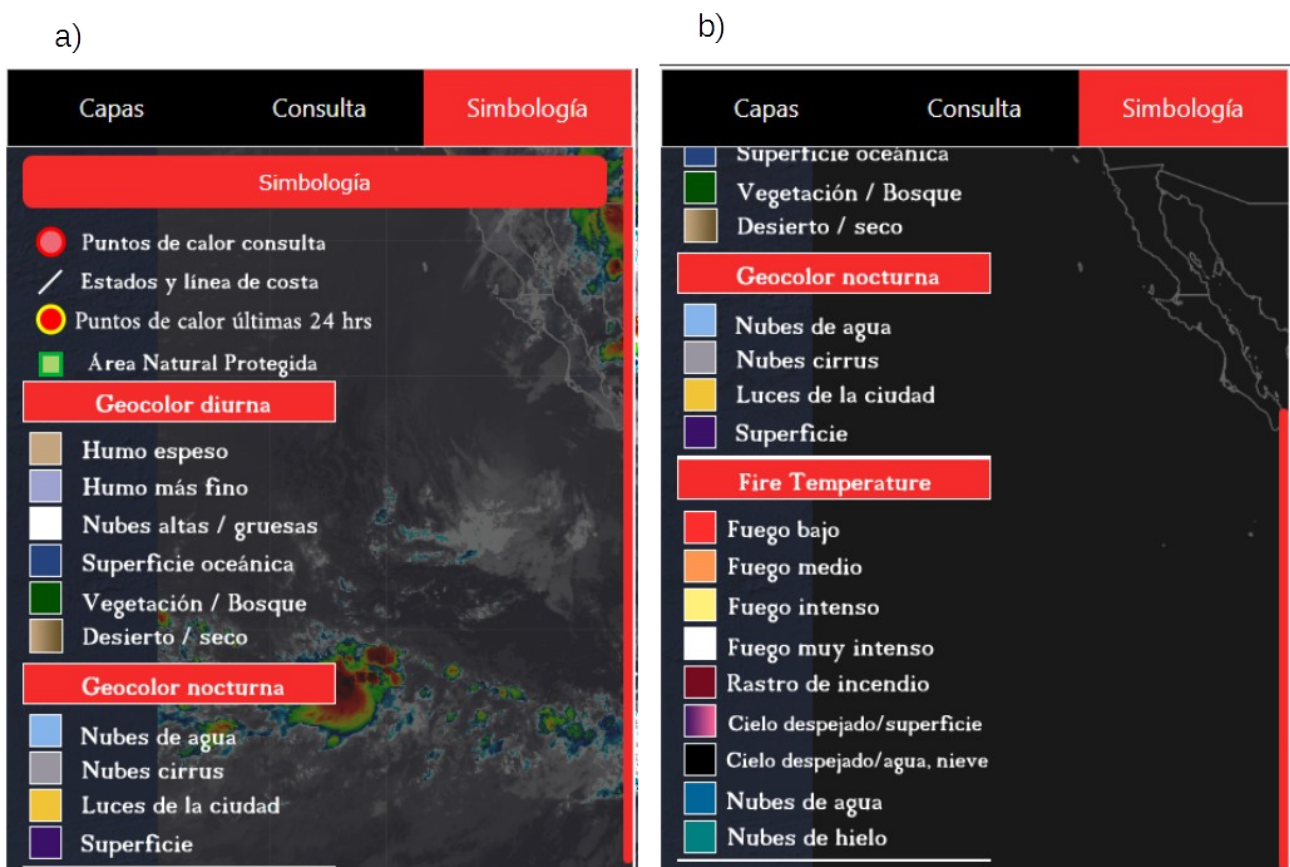 a)
Capas Consulta Simbología
Simbología
Puntos de calor consulta
Estados y línea de costa
Puntos de calor últimas 24 hrs
Área Natural Protegida
Geocolor diurna
Humo espeso
Humo más fino
Nubes altas / gruesas
Superficie oceánica
Vegetación / Bosque
Desierto / seco
Geocolor nocturna
Nubes de agua
Nubes cirrus
Luces de la ciudad
Superficie
b)
Capas Consulta Simbología
Superficie oceánica
Vegetación / Bosque
Desierto / seco
Geocolor nocturna
Nubes de agua
Nubes cirrus
Luces de la ciudad
Superficie
Fire Temperature
Fuego bajo
Fuego medio
Fuego intenso
Fuego muy intenso
Rastro de incendio
Cielo despejado/superficie
Cielo despejado/agua, nieve
Nubes de agua
Nubes de hielo